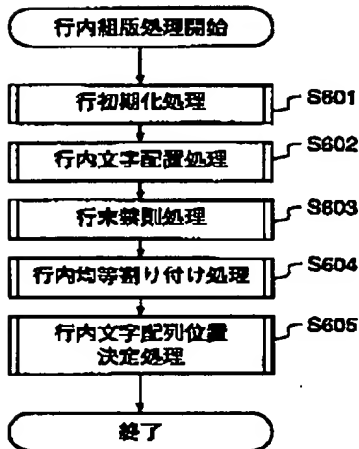 行内組版処理開始
行初期化処理
S601
行内文字配置処理
S602
行末禁則処理
S603
行内均等割り付け処理
S604
行内文字配列位置
決定処理
S605
終了